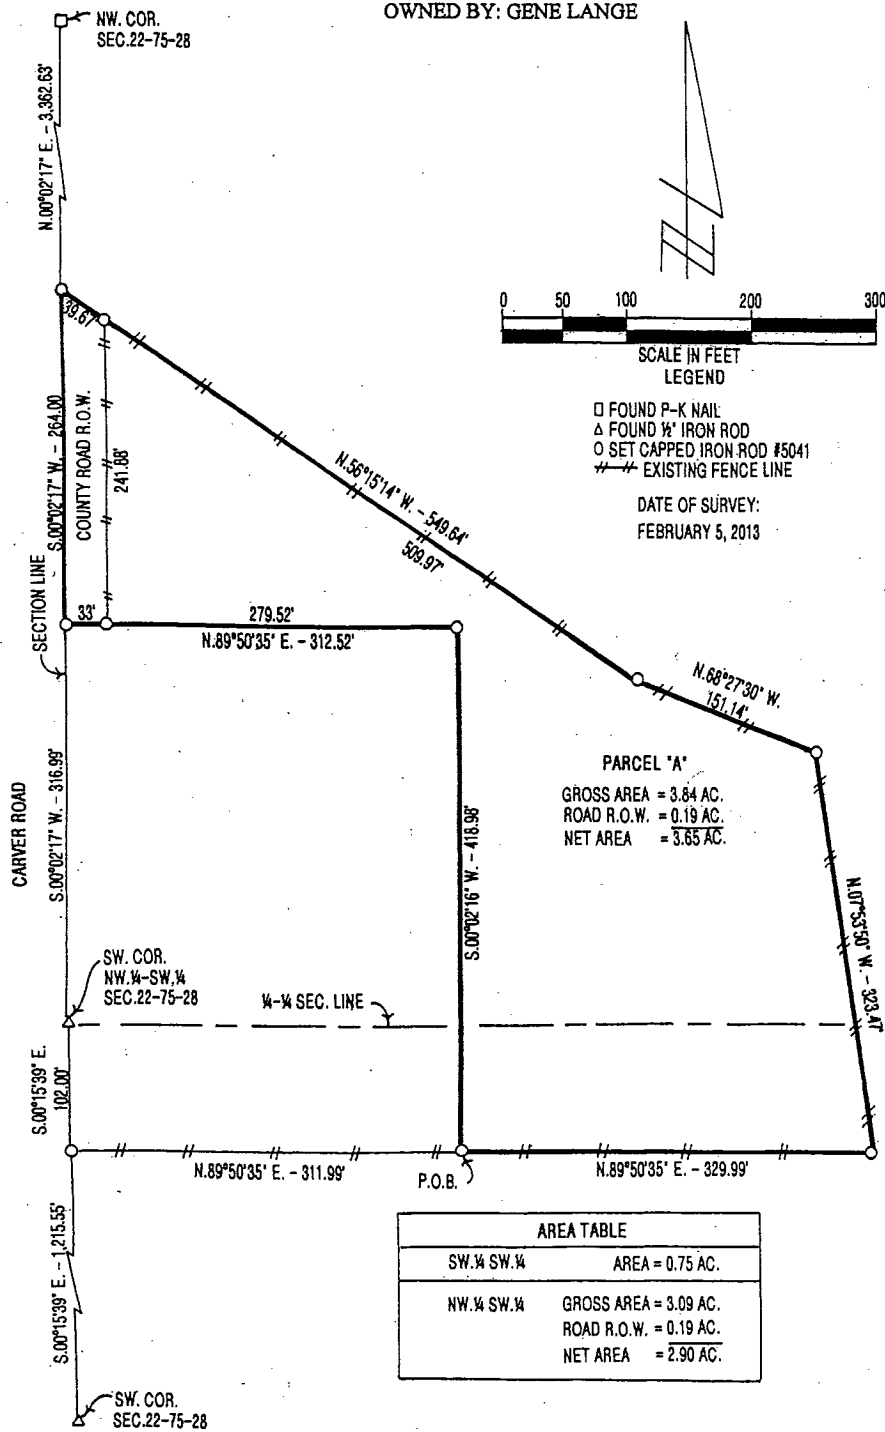 OWNED BY: GENE LANGE
NW. COR.
SEC.22-75-28
N.00°02'17" E. - 3,362.63'
0 50 100 200 300
SCALE IN FEET
LEGEND
□ FOUND P-K NAIL
△ FOUND ½" IRON ROD
○ SET CAPPED IRON ROD #5041
EXISTING FENCE LINE
DATE OF SURVEY:
FEBRUARY 5, 2013
39.67'
S.00°02'17" W. - 264.00
COUNTY ROAD R.O.W.
241.88'
N.56°15'14" W. - 549.64'
509.97'
SECTION LINE
33'
279.52'
N.89°50'35" E. - 312.52'
N.68°27'30" W.
151.14'
PARCEL "A"
GROSS AREA = 3.84 AC.
ROAD R.O.W. = 0.19 AC.
NET AREA = 3.65 AC.
CARVER ROAD
S.00°02'17" W. - 316.99'
S.00°02'16" W. - 418.98'
N.07°53'50" W. - 323.47'
SW. COR.
NW.¼-SW.¼
SEC.22-75-28
¼-¼ SEC. LINE
S.00°15'39" E.
102.00'
N.89°50'35" E. - 311.99'
P.O.B.
N.89°50'35" E. - 329.99'
S.00°15'39" E. - 1,215.55'
AREA TABLE
SW.¼ SW.¼ AREA = 0.75 AC.
NW.¼ SW.¼ GROSS AREA = 3.09 AC.
ROAD R.O.W. = 0.19 AC.
NET AREA = 2.90 AC.
SW. COR.
SEC.22-75-28